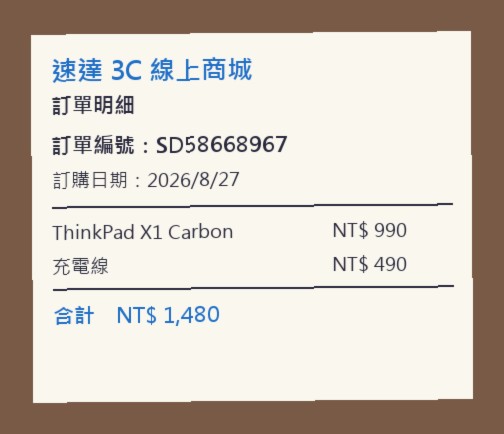 速達 3C 線上商城
訂單明細
訂單編號：SD58668967
訂購日期：2026/8/27
ThinkPad X1 Carbon NT$ 990
充電線 NT$ 490
合計 NT$ 1,480